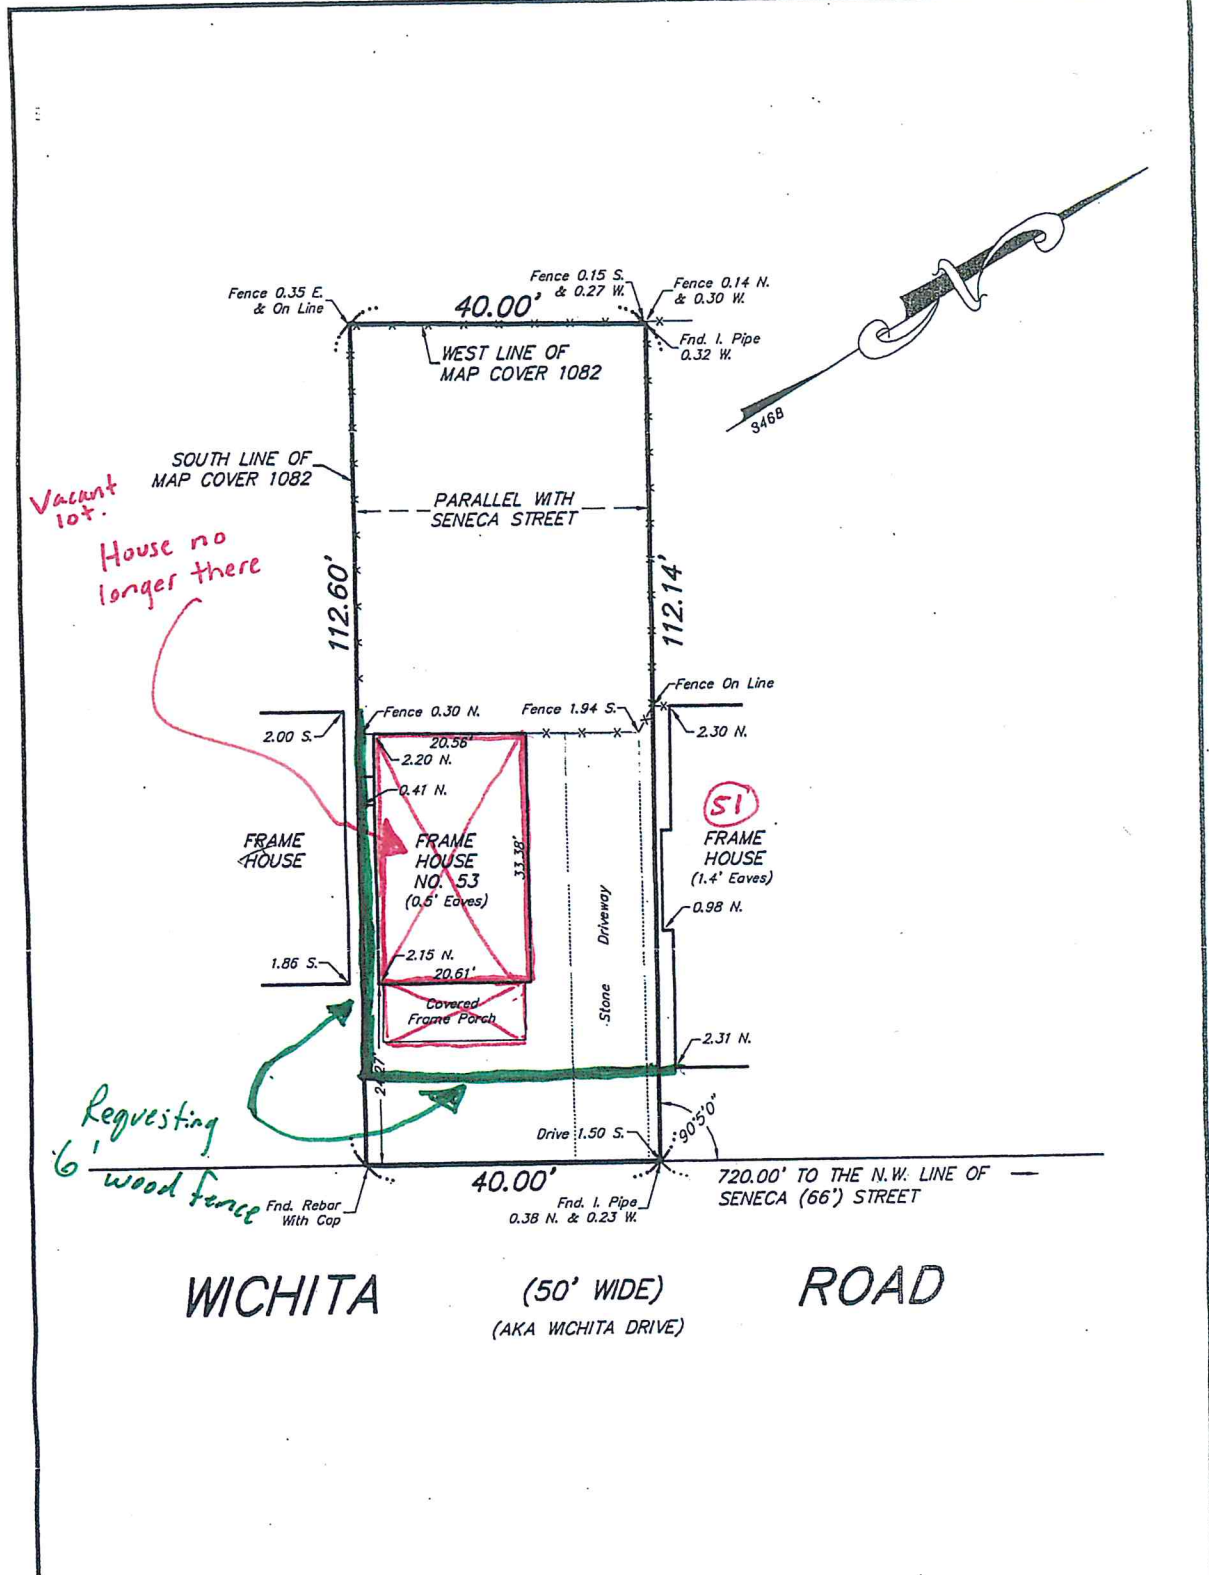 Fence 0.35 E.
& On Line
40.00'
Fence 0.15 S.
& 0.27 W.
Fence 0.14 N.
& 0.30 W.
Fnd. I. Pipe
0.32 W.
WEST LINE OF
MAP COVER 1082
3468
SOUTH LINE OF
MAP COVER 1082
Vacant
lot.
House no
longer there
PARALLEL WITH
SENECA STREET
112.60'
112.14'
Fence On Line
Fence 0.30 N.
Fence 1.94 S.
2.00 S.
20.56'
2.30 N.
2.20 N.
0.41 N.
51
FRAME
HOUSE
FRAME
HOUSE
NO. 53
(0.5' Eaves)
33.38'
FRAME
HOUSE
(1.4' Eaves)
0.98 N.
Stone Driveway
1.86 S.
2.15 N.
20.61'
Covered
Frame Porch
2.31 N.
Requesting
6'
wood fence
Drive 1.50 S.
90°5'0"
40.00'
Fnd. Rebar
With Cap
Fnd. I. Pipe
0.38 N. & 0.23 W.
720.00' TO THE N.W. LINE OF
SENECA (66') STREET
WICHITA (50' WIDE) ROAD
(AKA WICHITA DRIVE)